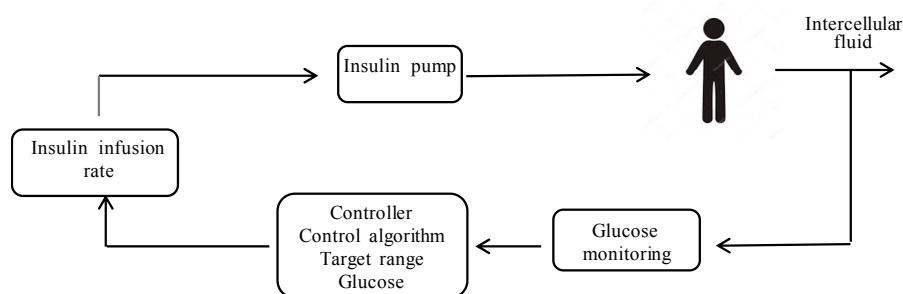 Intercellular
fluid
Insulin pump
Insulin infusion
rate
Controller
Control algorithm
Target range
Glucose
Glucose
monitoring